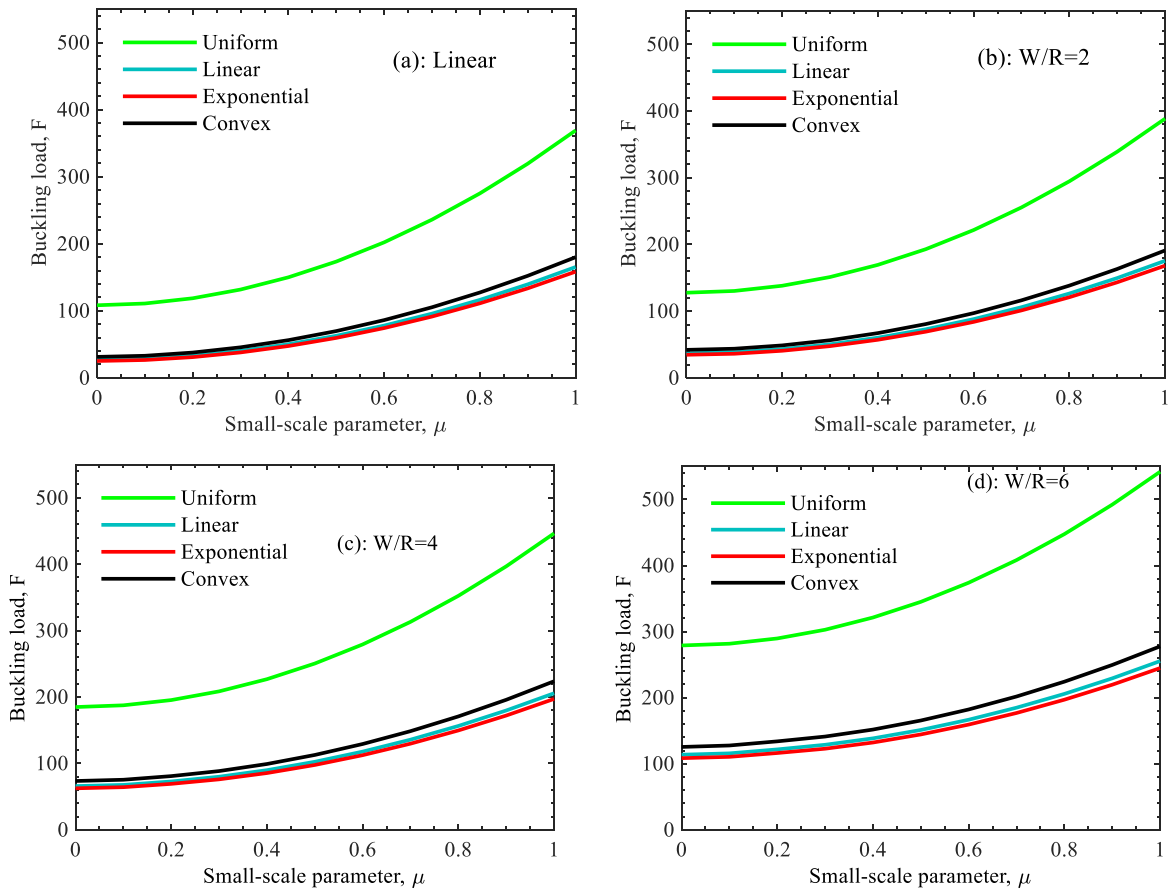 500
400
300
200
100
0
Buckling load, F
Uniform
Linear
Exponential
Convex
(a): Linear
0 0.2 0.4 0.6 0.8 1
Small-scale parameter, μ
500
400
300
200
100
0
Buckling load, F
Uniform
Linear
Exponential
Convex
(b): W/R=2
0 0.2 0.4 0.6 0.8 1
Small-scale parameter, μ
500
400
300
200
100
0
Buckling load, F
Uniform
Linear
Exponential
Convex
(c): W/R=4
0 0.2 0.4 0.6 0.8 1
Small-scale parameter, μ
500
400
300
200
100
0
Buckling load, F
(d): W/R=6
Uniform
Linear
Exponential
Convex
0 0.2 0.4 0.6 0.8 1
Small-scale parameter, μ